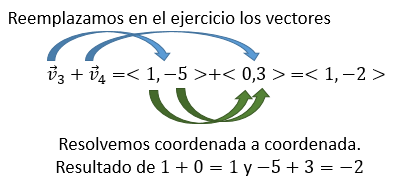 Reemplazamos en el ejercicio los vectores
v⃗₃ + v⃗₄ =< 1, −5 >+< 0,3 > =< 1, −2 >
Resolvemos coordenada a coordenada.
Resultado de 1 + 0 = 1 y −5 + 3 = −2